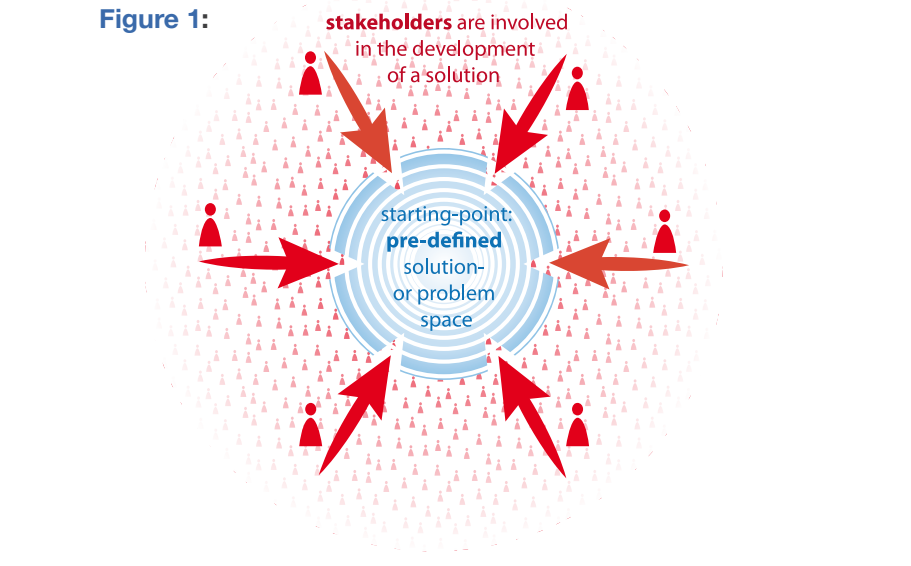 Figure 1:
stakeholders are involved
in the development
of a solution
starting-point:
pre-defined
solution-
or problem
space